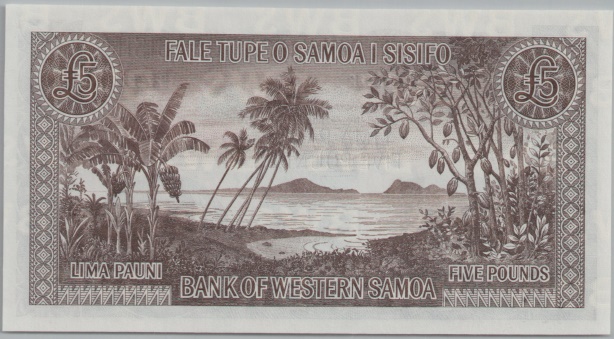 FALE TUPE O SAMOA I SISIFO
£5 £5
LIMA PAUNI
FIVE POUNDS
BANK OF WESTERN SAMOA